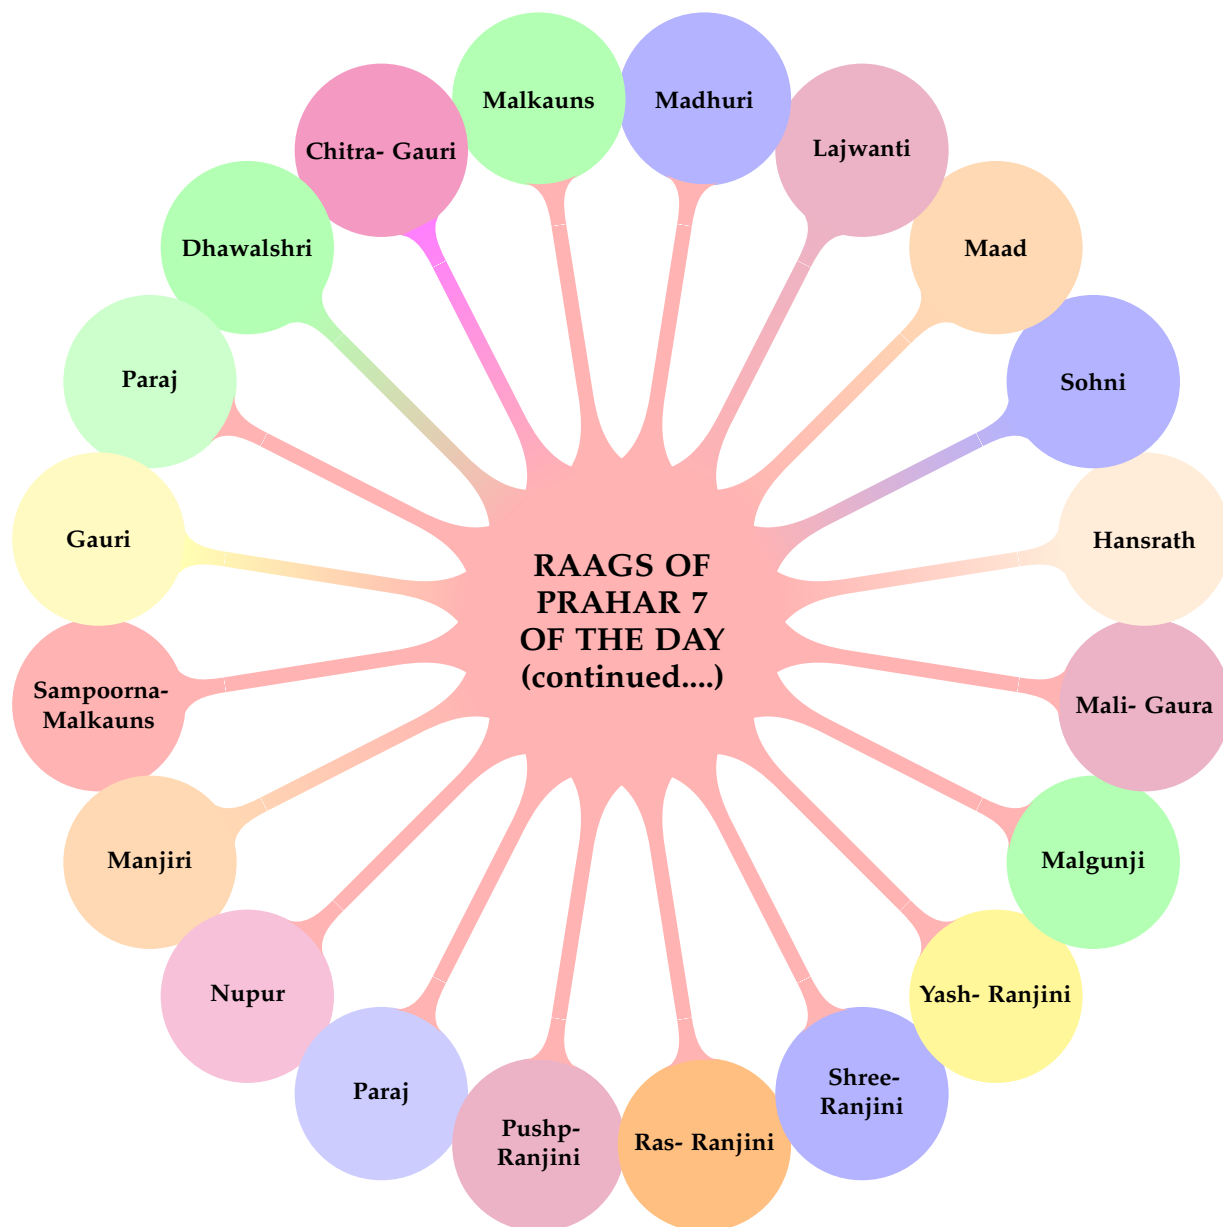 Malkauns
Madhuri
Lajwanti
Maad
Sohni
Hansrath
Mali- Gaura
Malgunji
Yash- Ranjini
Shree-
Ranjini
Ras- Ranjini
Pushp-
Ranjini
Paraj
Nupur
Manjiri
Sampoorna-
Malkauns
Gauri
Paraj
Dhawalshri
Chitra- Gauri
RAAGS OF
PRAHAR 7
OF THE DAY
(continued....)